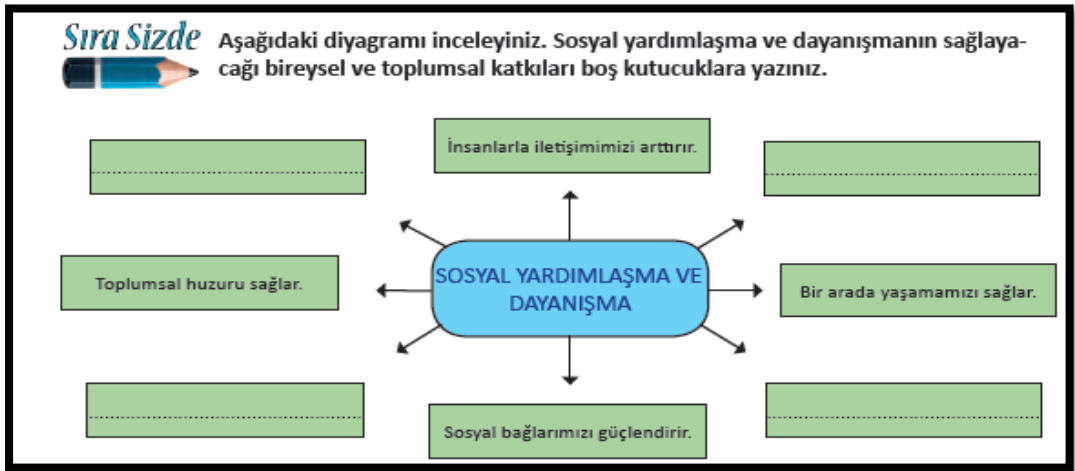 Sıra Sizde
Aşağıdaki diyagramı inceleyiniz. Sosyal yardımlaşma ve dayanışmanın sağlaya-
cağı bireysel ve toplumsal katkıları boş kutucuklara yazınız.
İnsanlarla iletişimimizi arttırır.
Toplumsal huzuru sağlar.
SOSYAL YARDIMLAŞMA VE
DAYANIŞMA
Bir arada yaşamamızı sağlar.
Sosyal bağlarımızı güçlendirir.